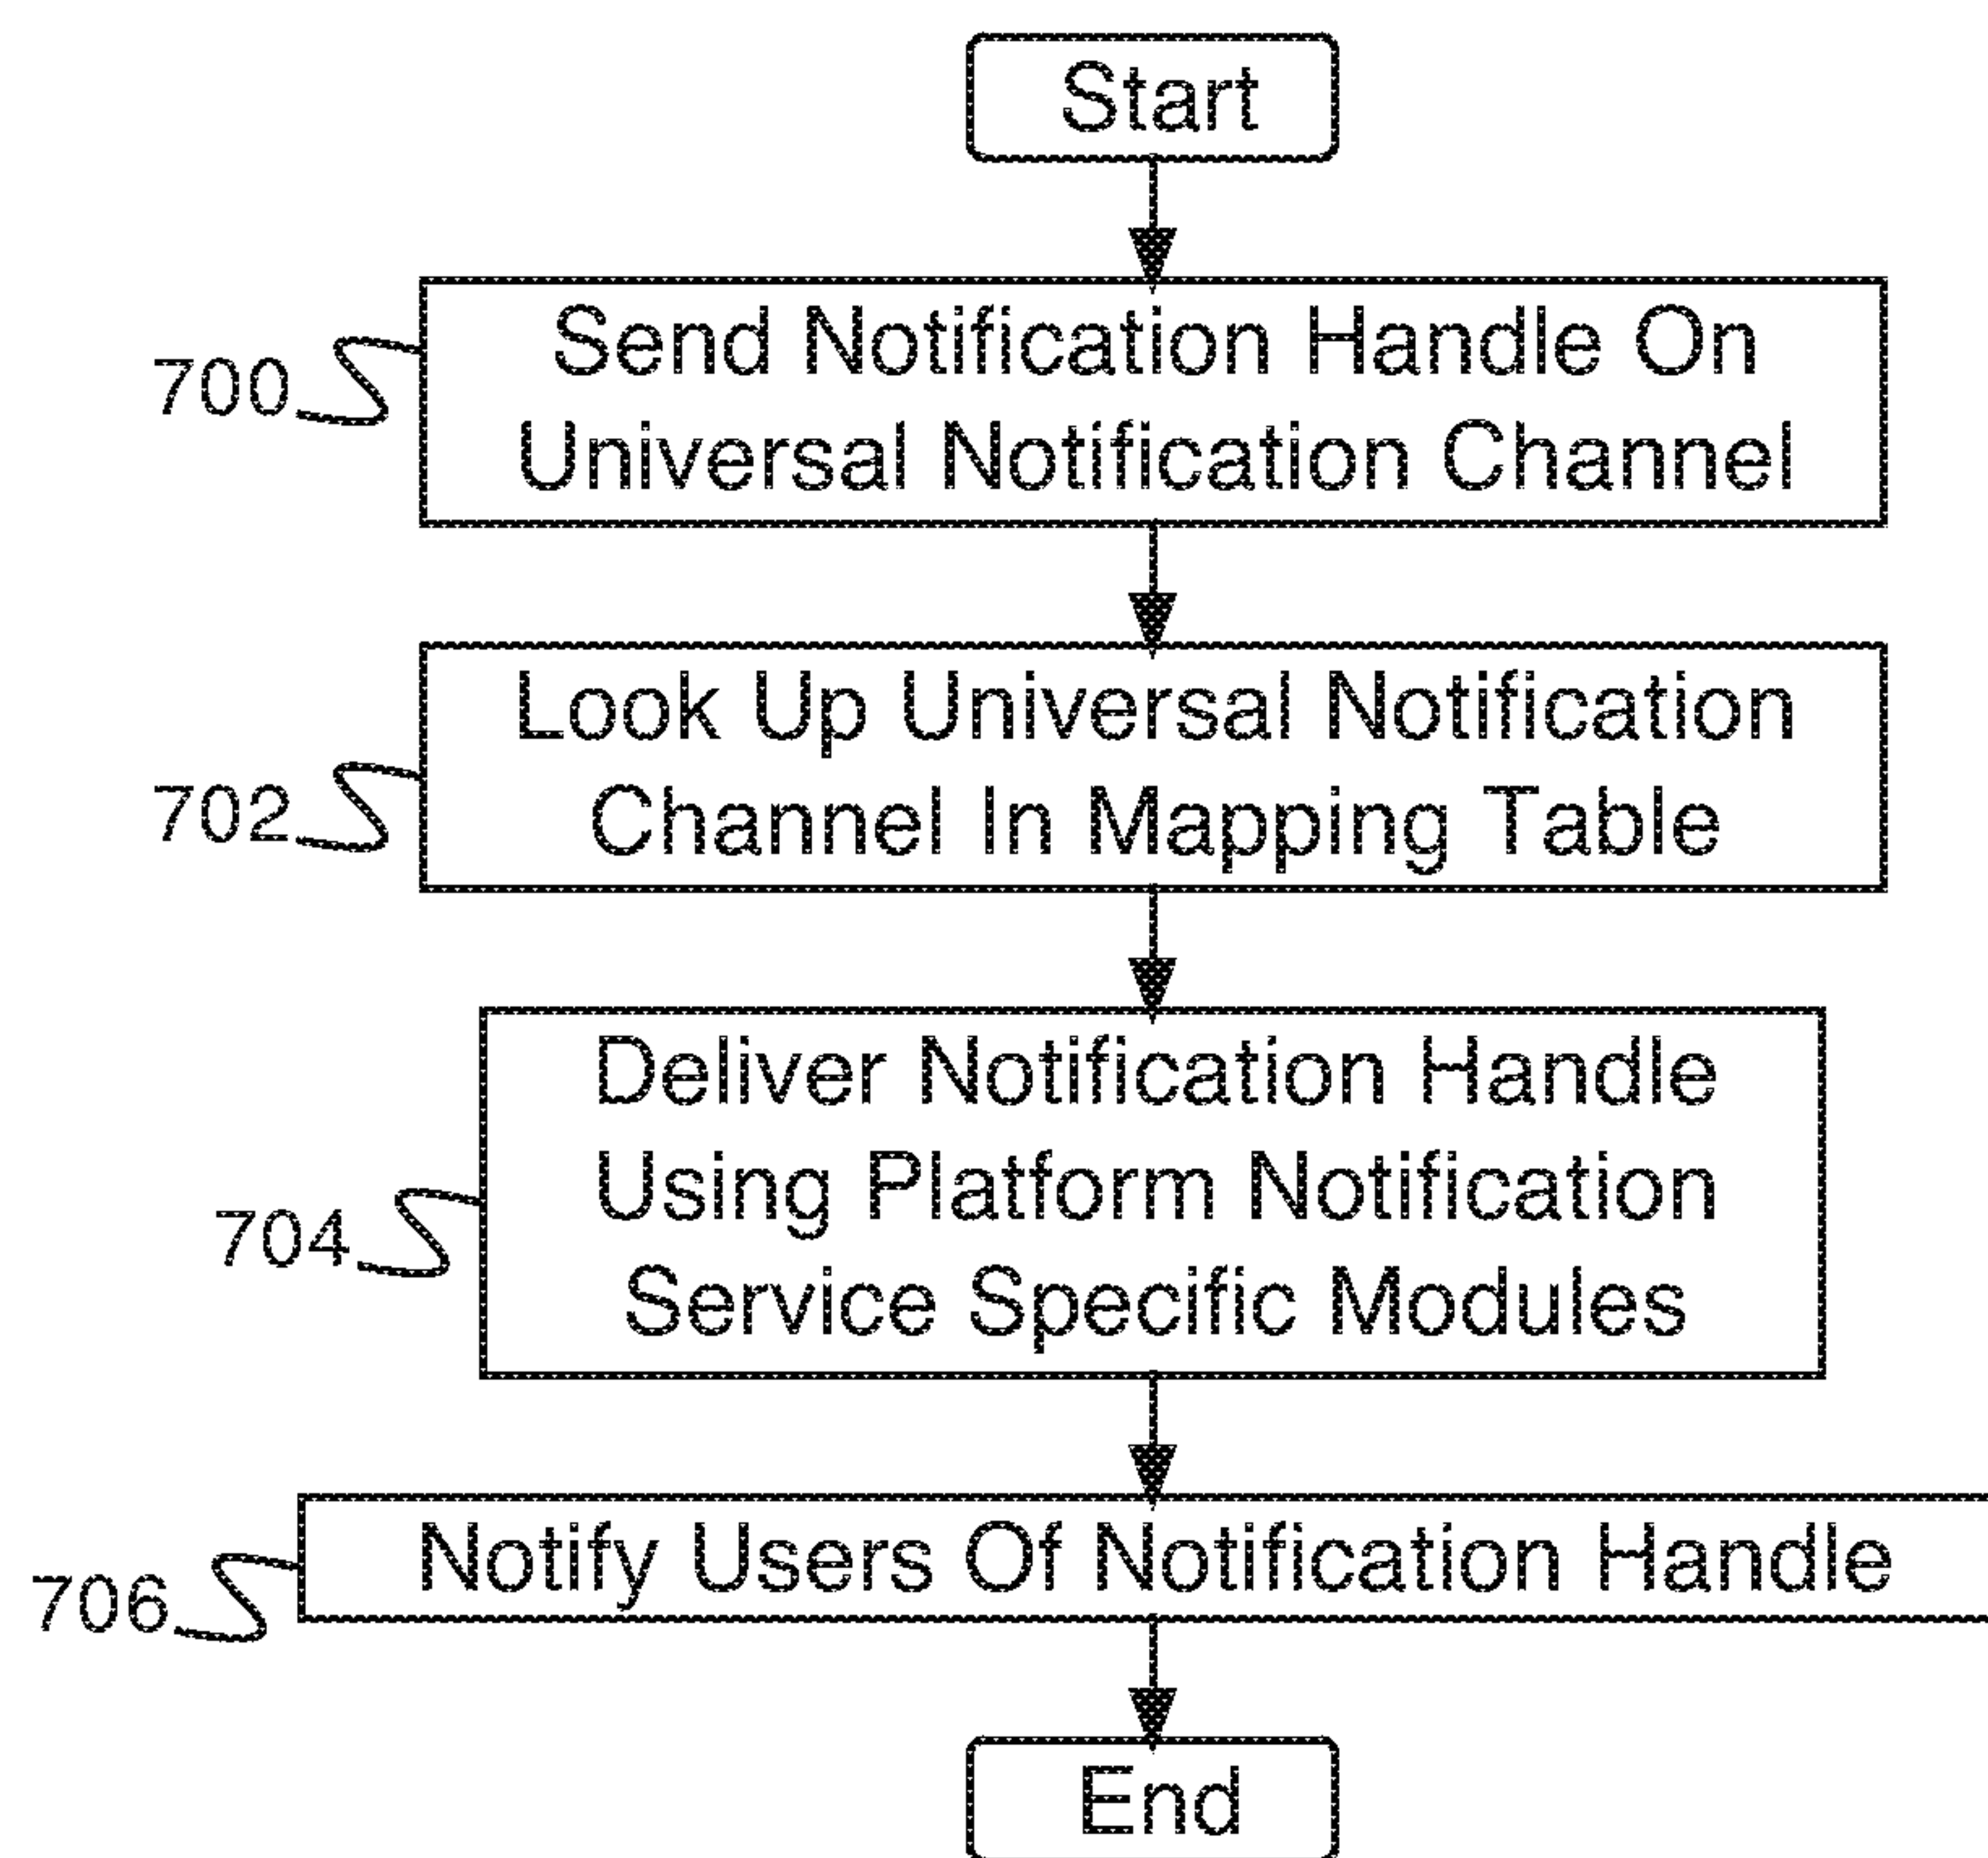 Start
700
Send Notification Handle On
Universal Notification Channel
702
Look Up Universal Notification
Channel In Mapping Table
704
Deliver Notification Handle
Using Platform Notification
Service Specific Modules
706
Notify Users Of Notification Handle
End